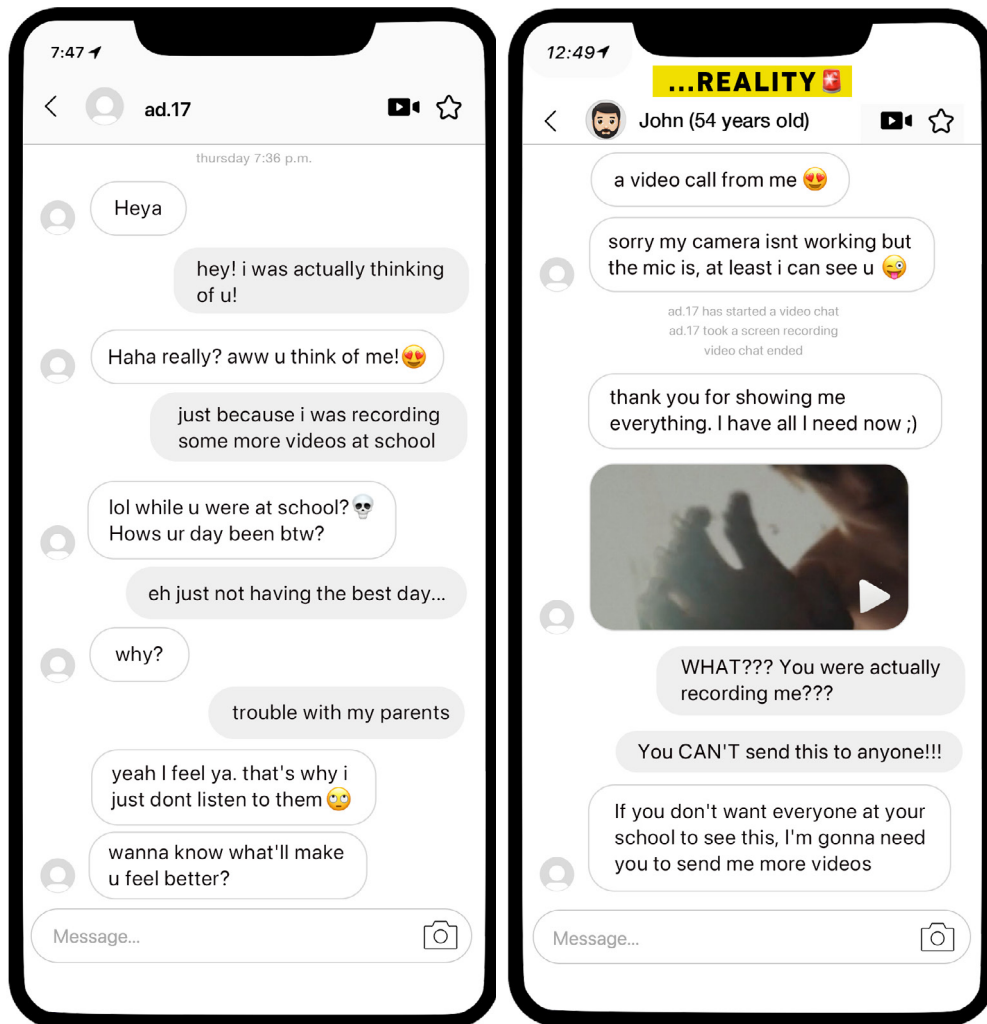 7:47
ad.17
thursday 7:36 p.m.
Heya
hey! i was actually thinking
of u!
Haha really? aww u think of me!😍
just because i was recording
some more videos at school
lol while u were at school?💀
Hows ur day been btw?
eh just not having the best day...
why?
trouble with my parents
yeah I feel ya. that's why i
just dont listen to them🙄
wanna know what'll make
u feel better?
Message...
12:49
...REALITY🚨
John (54 years old)
a video call from me 😍
sorry my camera isnt working but
the mic is, at least i can see u 😜
ad.17 has started a video chat
ad.17 took a screen recording
video chat ended
thank you for showing me
everything. I have all I need now ;)
WHAT??? You were actually
recording me???
You CAN'T send this to anyone!!!
If you don't want everyone at your
school to see this, I'm gonna need
you to send me more videos
Message...